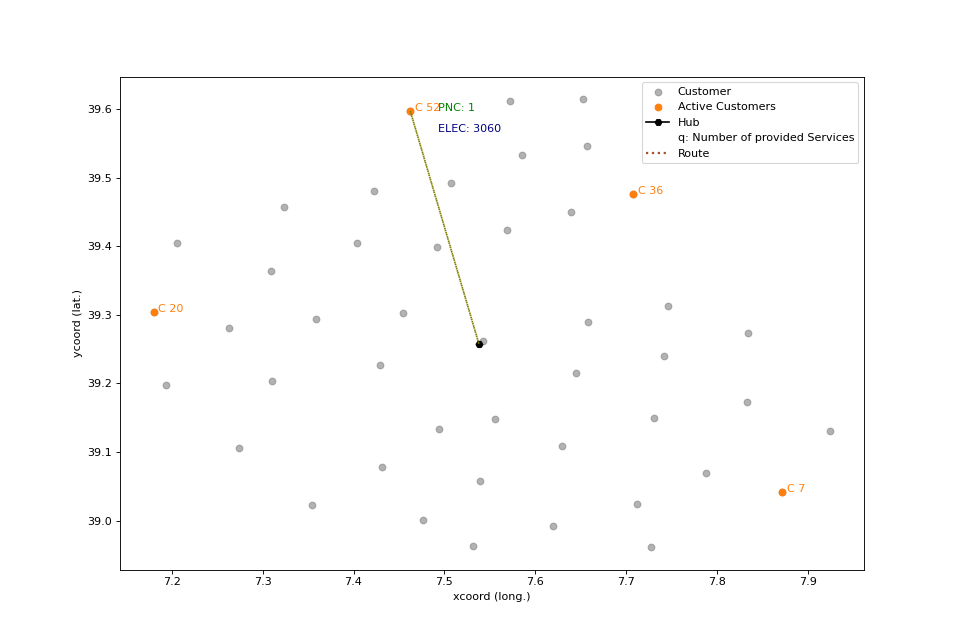 39.6
39.5
39.4
39.3
39.2
39.1
39.0
ycoord (lat.)
7.2 7.3 7.4 7.5 7.6 7.7 7.8 7.9
xcoord (long.)
C 52
PNC: 1
ELEC: 3060
C 36
C 20
C 7
Customer
Active Customers
Hub
q: Number of provided Services
Route